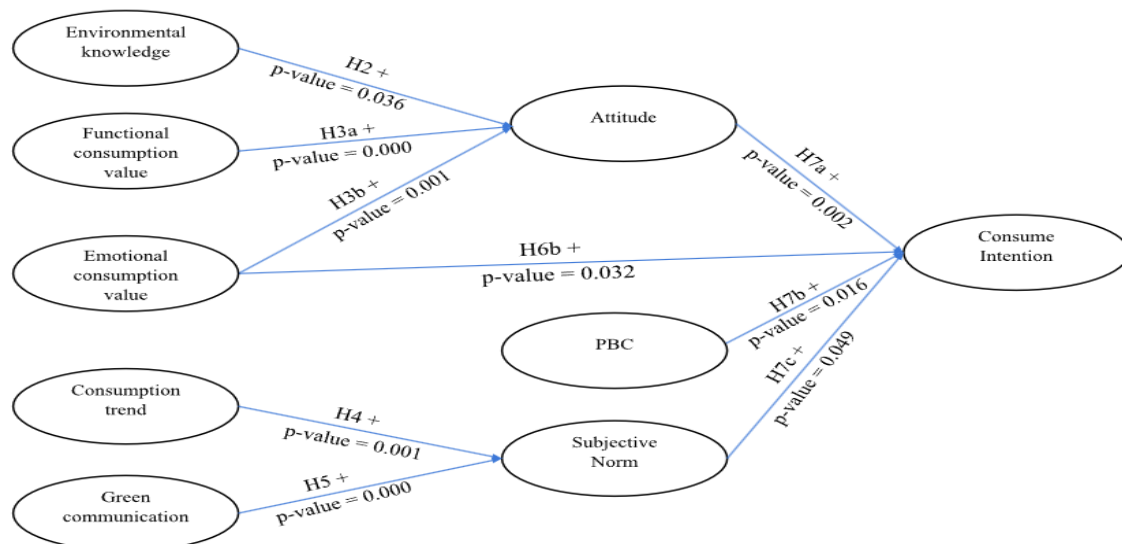 Environmental
knowledge
H2 +
p-value = 0.036
Functional
consumption
value
H3a +
p-value = 0.000
Attitude
H3b +
p-value = 0.001
H7a +
p-value = 0.002
Emotional
consumption
value
H6b +
p-value = 0.032
Consume
Intention
PBC
H7b +
p-value = 0.016
H7c +
p-value = 0.049
Consumption
trend
H4 +
p-value = 0.001
Subjective
Norm
Green
communication
H5 +
p-value = 0.000